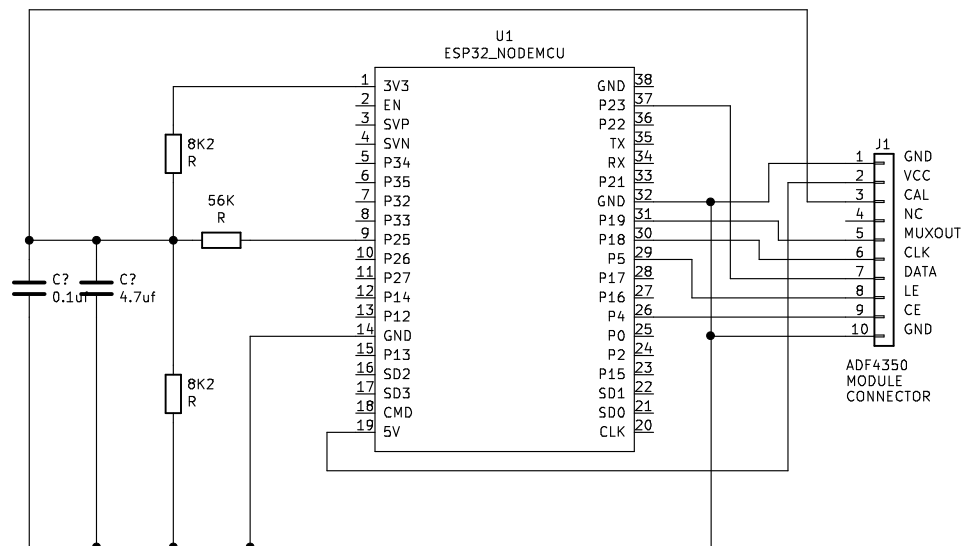 U1
ESP32_NODEMCU
1 3V3
2 EN
3 SVP
4 SVN
5 P34
6 P35
7 P32
8 P33
9 P25
10 P26
11 P27
12 P14
13 P12
14 GND
15 P13
16 SD2
17 SD3
18 CMD
19 5V
GND 38
P23 37
P22 36
TX 35
RX 34
P21 33
GND 32
P19 31
P18 30
P5 29
P17 28
P16 27
P4 26
P0 25
P2 24
P15 23
SD1 22
SD0 21
CLK 20
8K2
R
56K
R
C?
0.1uf
C?
4.7uf
8K2
R
J1
1 GND
2 VCC
3 CAL
4 NC
5 MUXOUT
6 CLK
7 DATA
8 LE
9 CE
10 GND
ADF4350
MODULE
CONNECTOR